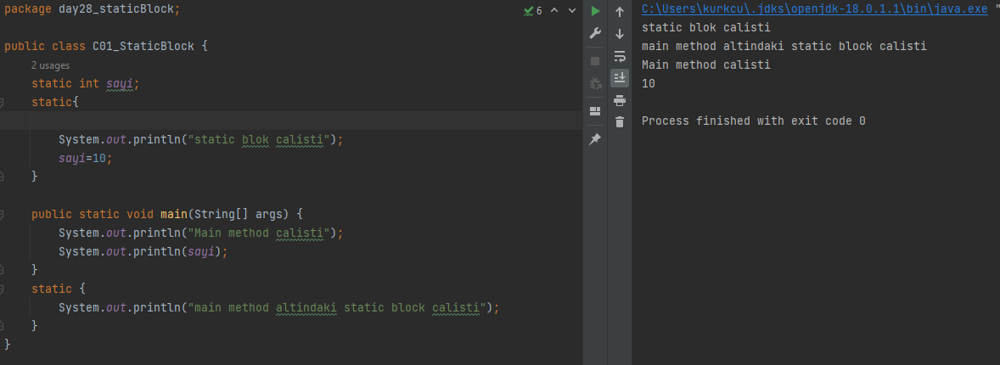 package day28_staticBlock;
public class C01_StaticBlock {
2 usages
static int sayi;
static{
System.out.println("static blok calisti");
sayi=10;
}
public static void main(String[] args) {
System.out.println("Main method calisti");
System.out.println(sayi);
}
static {
System.out.println("main method altindaki static block calisti");
}
}
6
C:\Users\kurkcu\.jdks\openjdk-18.0.1.1\bin\java.exe "
static blok calisti
main method altindaki static block calisti
Main method calisti
10
Process finished with exit code 0